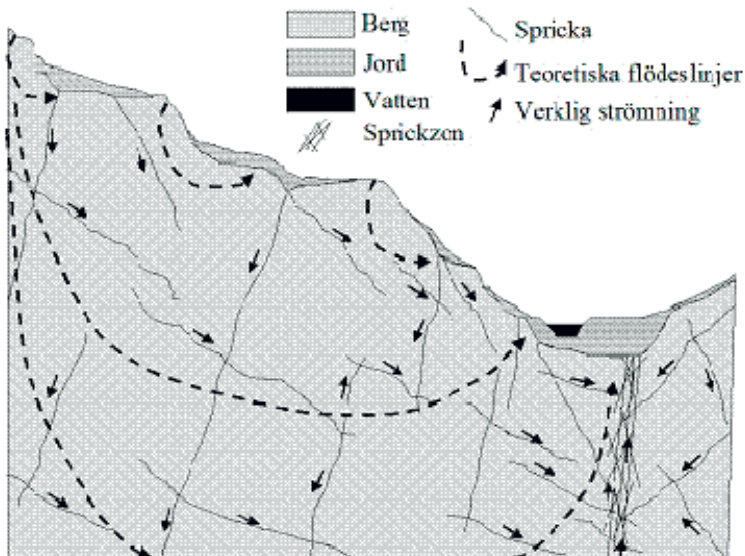 Berg
Jord
Vatten
Sprickzon
Spricka
Teoretiska flödeslinjer
Verklig strömning